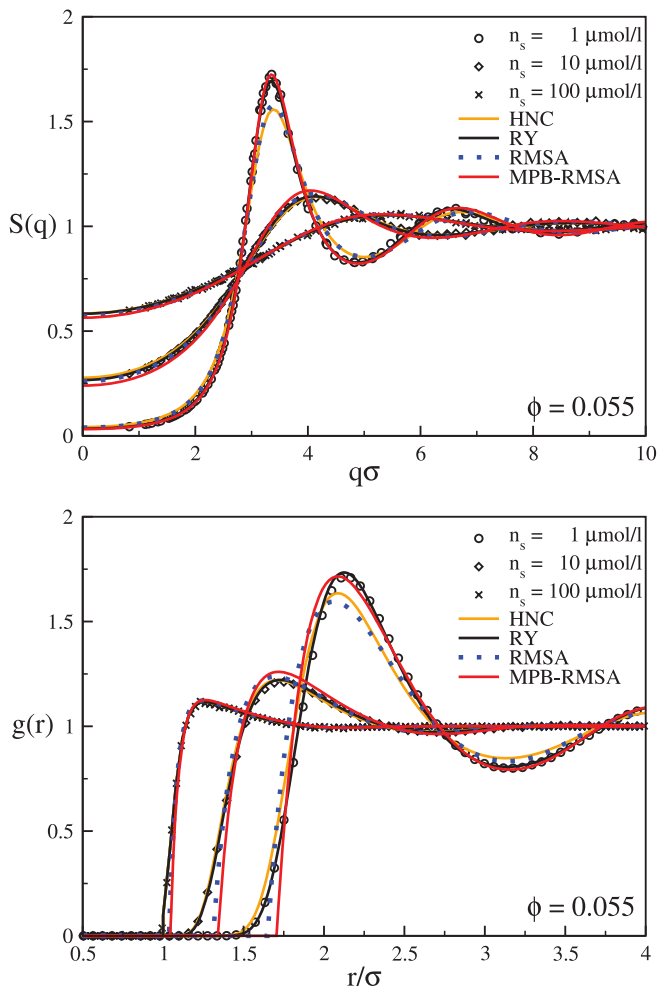 2
n_s = 1 μmol/l
n_s = 10 μmol/l
1.5
n_s = 100 μmol/l
HNC
RY
RMSA
MPB-RMSA
S(q) 1
0.5
ϕ = 0.055
0
0 2 4 6 8 10
qσ
2
n_s = 1 μmol/l
n_s = 10 μmol/l
1.5
n_s = 100 μmol/l
HNC
RY
RMSA
MPB-RMSA
g(r) 1
0.5
ϕ = 0.055
0
0.5 1 1.5 2 2.5 3 3.5 4
r/σ